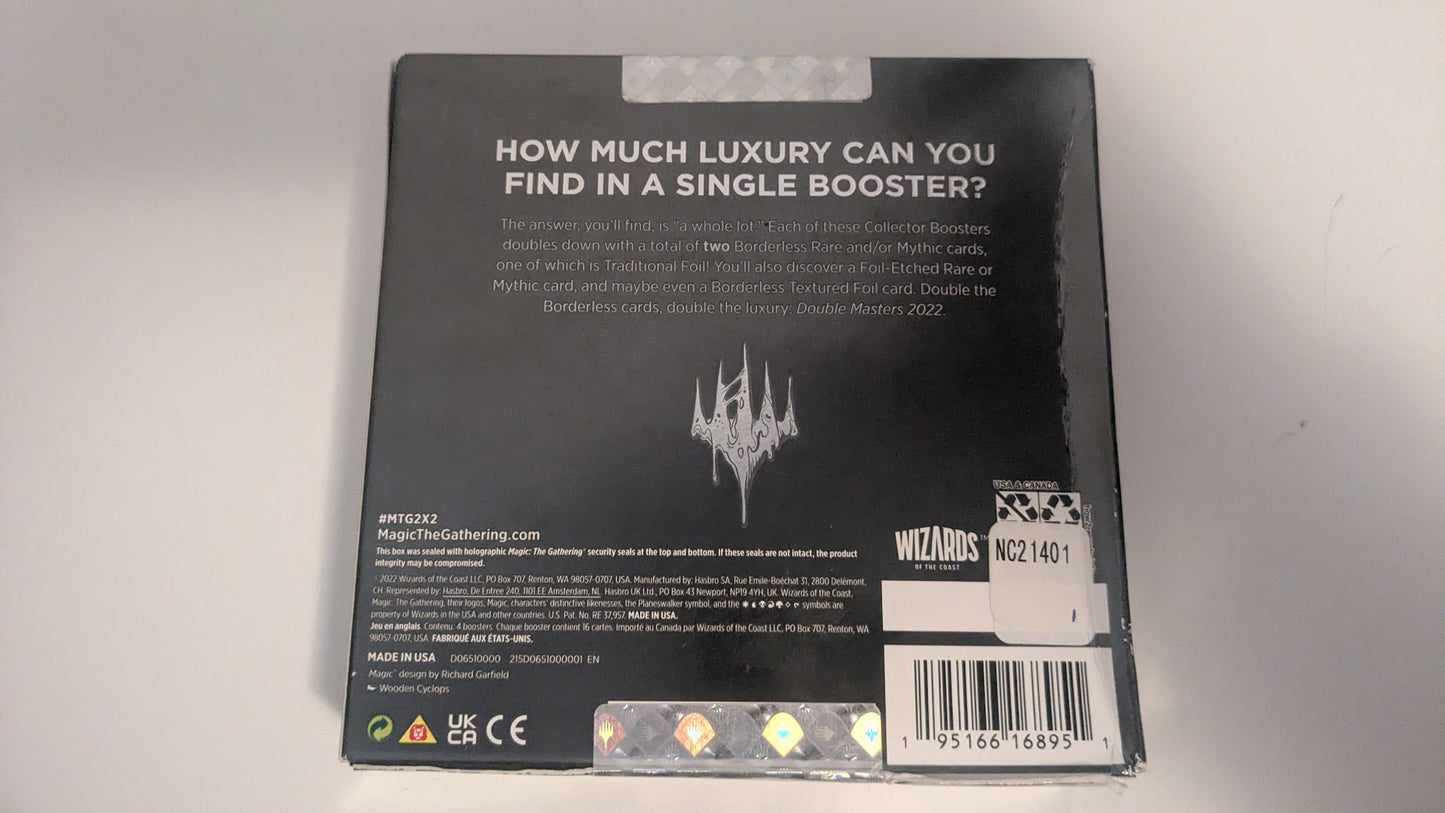 HOW MUCH LUXURY CAN YOU
FIND IN A SINGLE BOOSTER?
The answer, you'll find, is "a whole lot." Each of these Collector Boosters
doubles down with a total of two Borderless Rare and/or Mythic cards,
one of which is Traditional Foil! You'll also discover a Foil-Etched Rare or
Mythic card, and maybe even a Borderless Textured Foil card. Double the
Borderless cards, double the luxury: Double Masters 2022.
#MTG2X2
MagicTheGathering.com
This box was sealed with holographic Magic: The Gathering® security seals at the top and bottom. If these seals are not intact, the product
integrity may be compromised.
2022 Wizards of the Coast LLC, PO Box 707, Renton, WA 98057-0707, USA. Manufactured by: Hasbro SA, Rue Emile-Boéchat 31, 2800 Delémont,
CH. Represented by: Hasbro, De Entree 240, 1101 EE Amsterdam, NL. Hasbro UK Ltd., PO Box 43 Newport, NP19 4YH, UK. Wizards of the Coast,
Magic: The Gathering, their logos, Magic, characters' distinctive likenesses, the Planeswalker symbol, and the symbols are
property of Wizards in the USA and other countries. U.S. Pat. No. RE 37,957. MADE IN USA.
Jeu en anglais. Contenu: 4 boosters. Chaque booster contient 16 cartes. Importé au Canada par Wizards of the Coast LLC, PO Box 707, Renton, WA
98057-0707, USA. FABRIQUÉ AUX ÉTATS-UNIS.
MADE IN USA D06510000 215D0651000001 EN
Magic™ design by Richard Garfield
Wooden Cyclops
UK
CA CE
USA & CANADA
WIZARDS™
OF THE COAST
NC21401
1 95166 16895 1